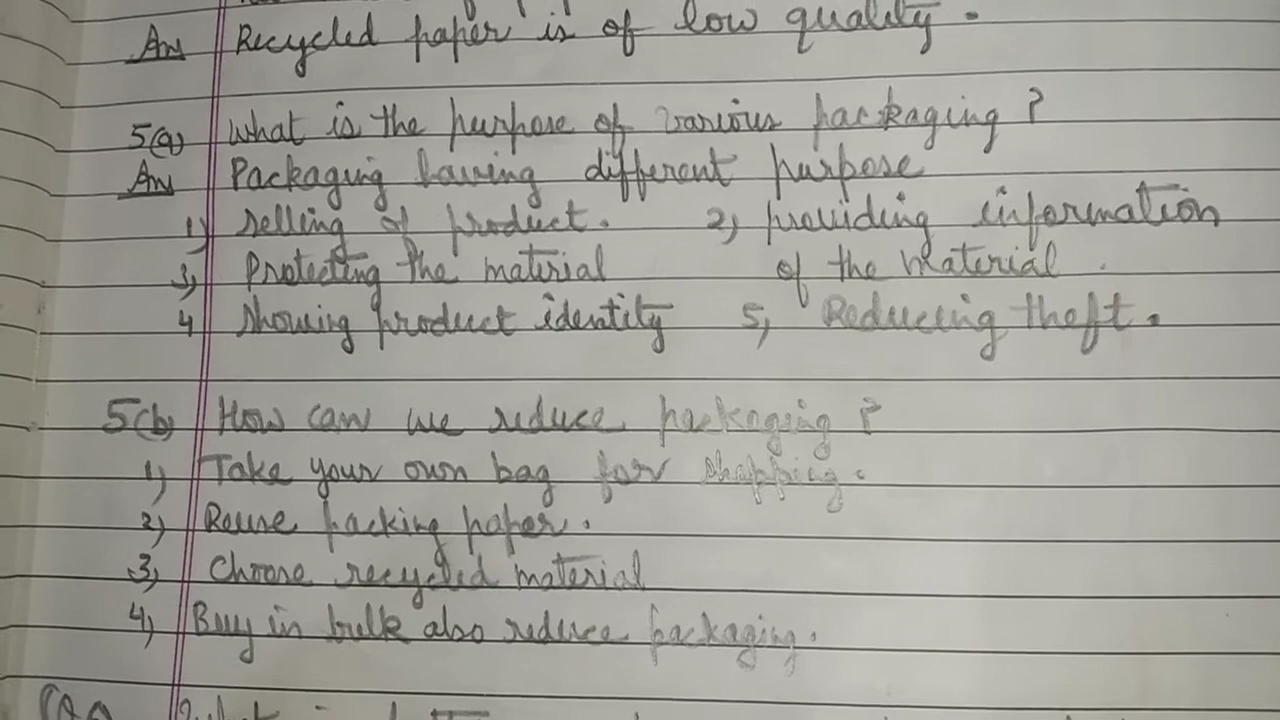 Ans Recycled paper is of low quality.
5(a) What is the purpose of various packaging?
Ans Packaging having different purpose
1) Selling of product. 2) providing information
3) Protecting the material of the material.
4 Showing product identity 5, Reducing theft.
5(b) How can we reduce packaging?
1) Take your own bag for shopping.
2) Reuse packing paper.
3) Choose recycled material
4) Buy in bulk also reduce packaging.